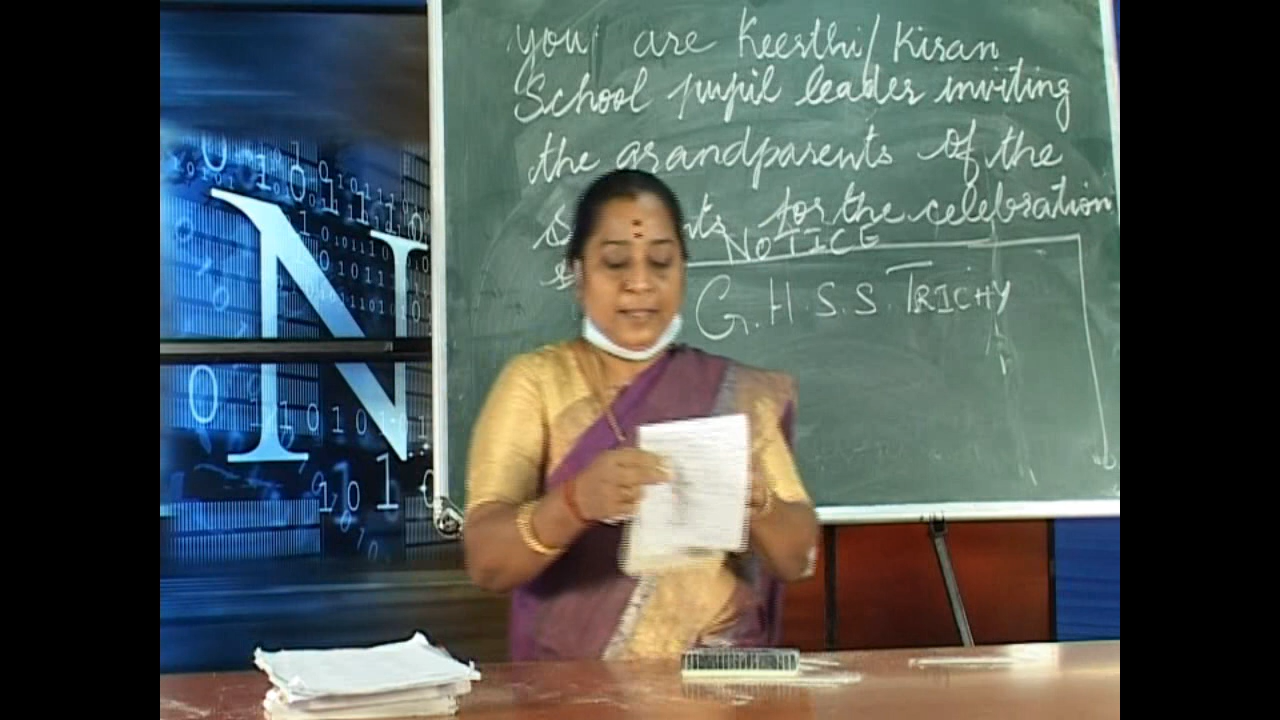 you are Keerthi/Kiran
School pupil leader inviting
the grandparents of the
for the celebration
NOTICE
G.H.S.S. TRICHY
N